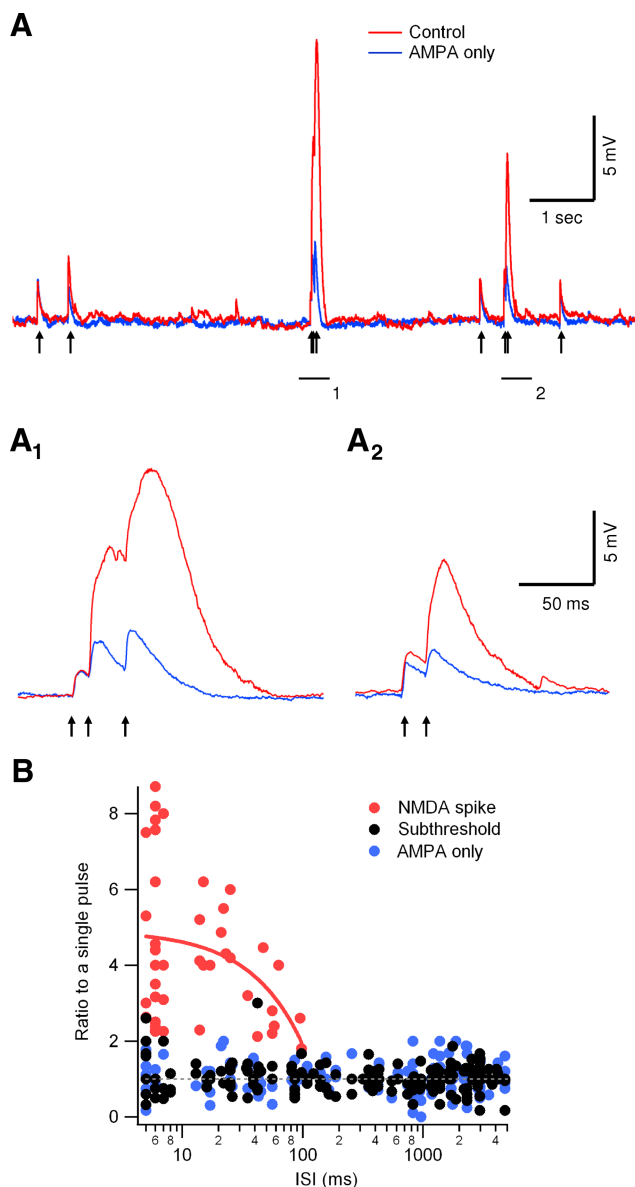 A
Control
AMPA only
5 mV
1 sec
1
2
A1
A2
5 mV
50 ms
B
NMDA spike
Subthreshold
AMPA only
Ratio to a single pulse
8
6
4
2
0
6 8 2 4 6 8 2 4 6 8 2 4
10 100 1000
ISI (ms)